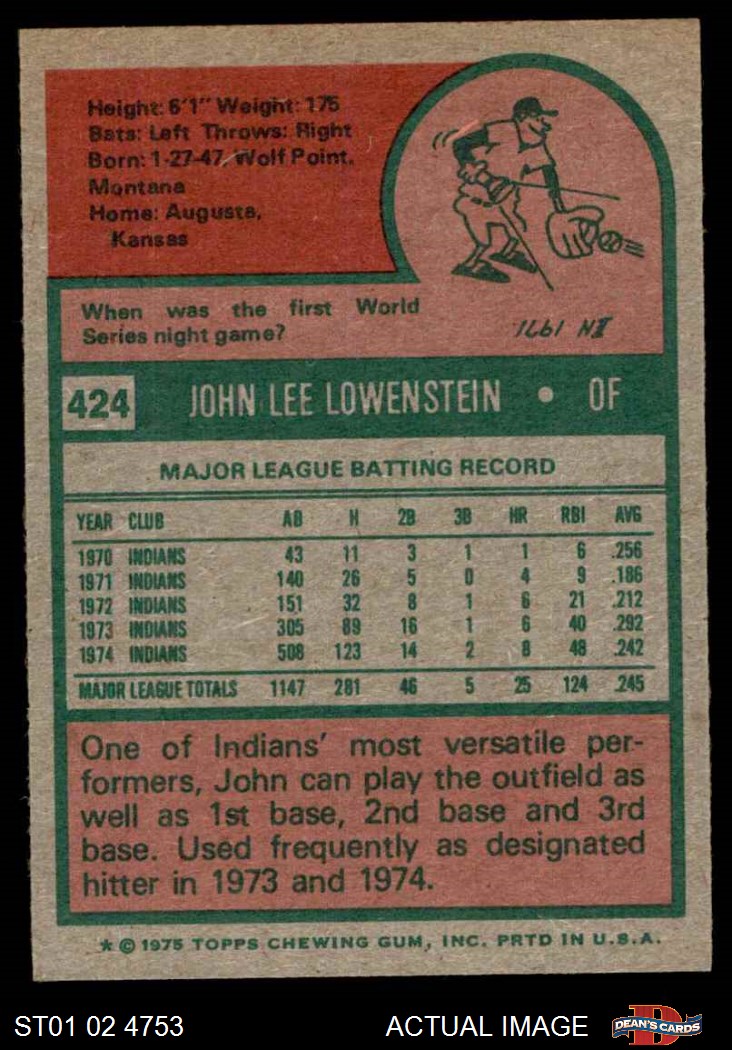 Height: 6'1" Weight: 175
Bats: Left Throws: Right
Born: 1-27-47, Wolf Point,
Montana
Home: Augusta,
Kansas
When was the first World
Series night game?
IN 1971
424 JOHN LEE LOWENSTEIN • OF
MAJOR LEAGUE BATTING RECORD
YEAR CLUB AB H 2B 3B HR RBI AVG
1970 INDIANS 43 11 3 1 1 6 .256
1971 INDIANS 140 26 5 0 4 9 .186
1972 INDIANS 151 32 8 1 6 21 .212
1973 INDIANS 305 89 16 1 6 40 .292
1974 INDIANS 508 123 14 2 8 48 .242
MAJOR LEAGUE TOTALS 1147 281 46 5 25 124 .245
One of Indians' most versatile per-
formers, John can play the outfield as
well as 1st base, 2nd base and 3rd
base. Used frequently as designated
hitter in 1973 and 1974.
* © 1975 TOPPS CHEWING GUM, INC. PRTD IN U.S.A.
ST01 02 4753 ACTUAL IMAGE DEAN'S CARDS